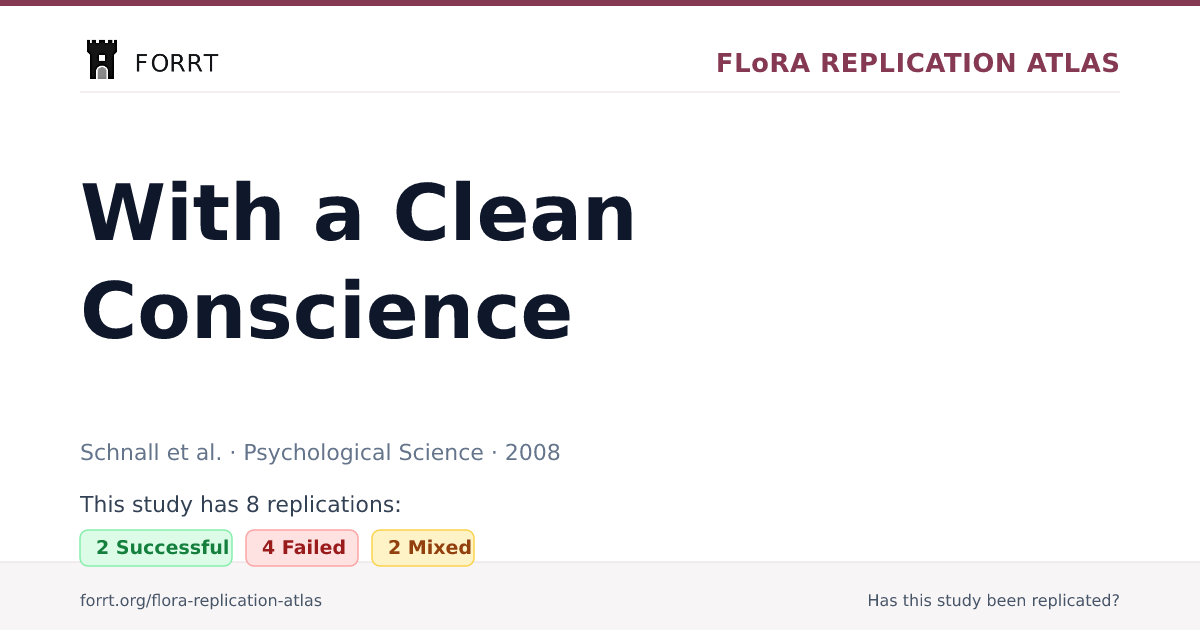 FORRT
FLoRA REPLICATION ATLAS
With a Clean
Conscience
Schnall et al. · Psychological Science · 2008
This study has 8 replications:
2 Successful
4 Failed
2 Mixed
forrt.org/flora-replication-atlas
Has this study been replicated?